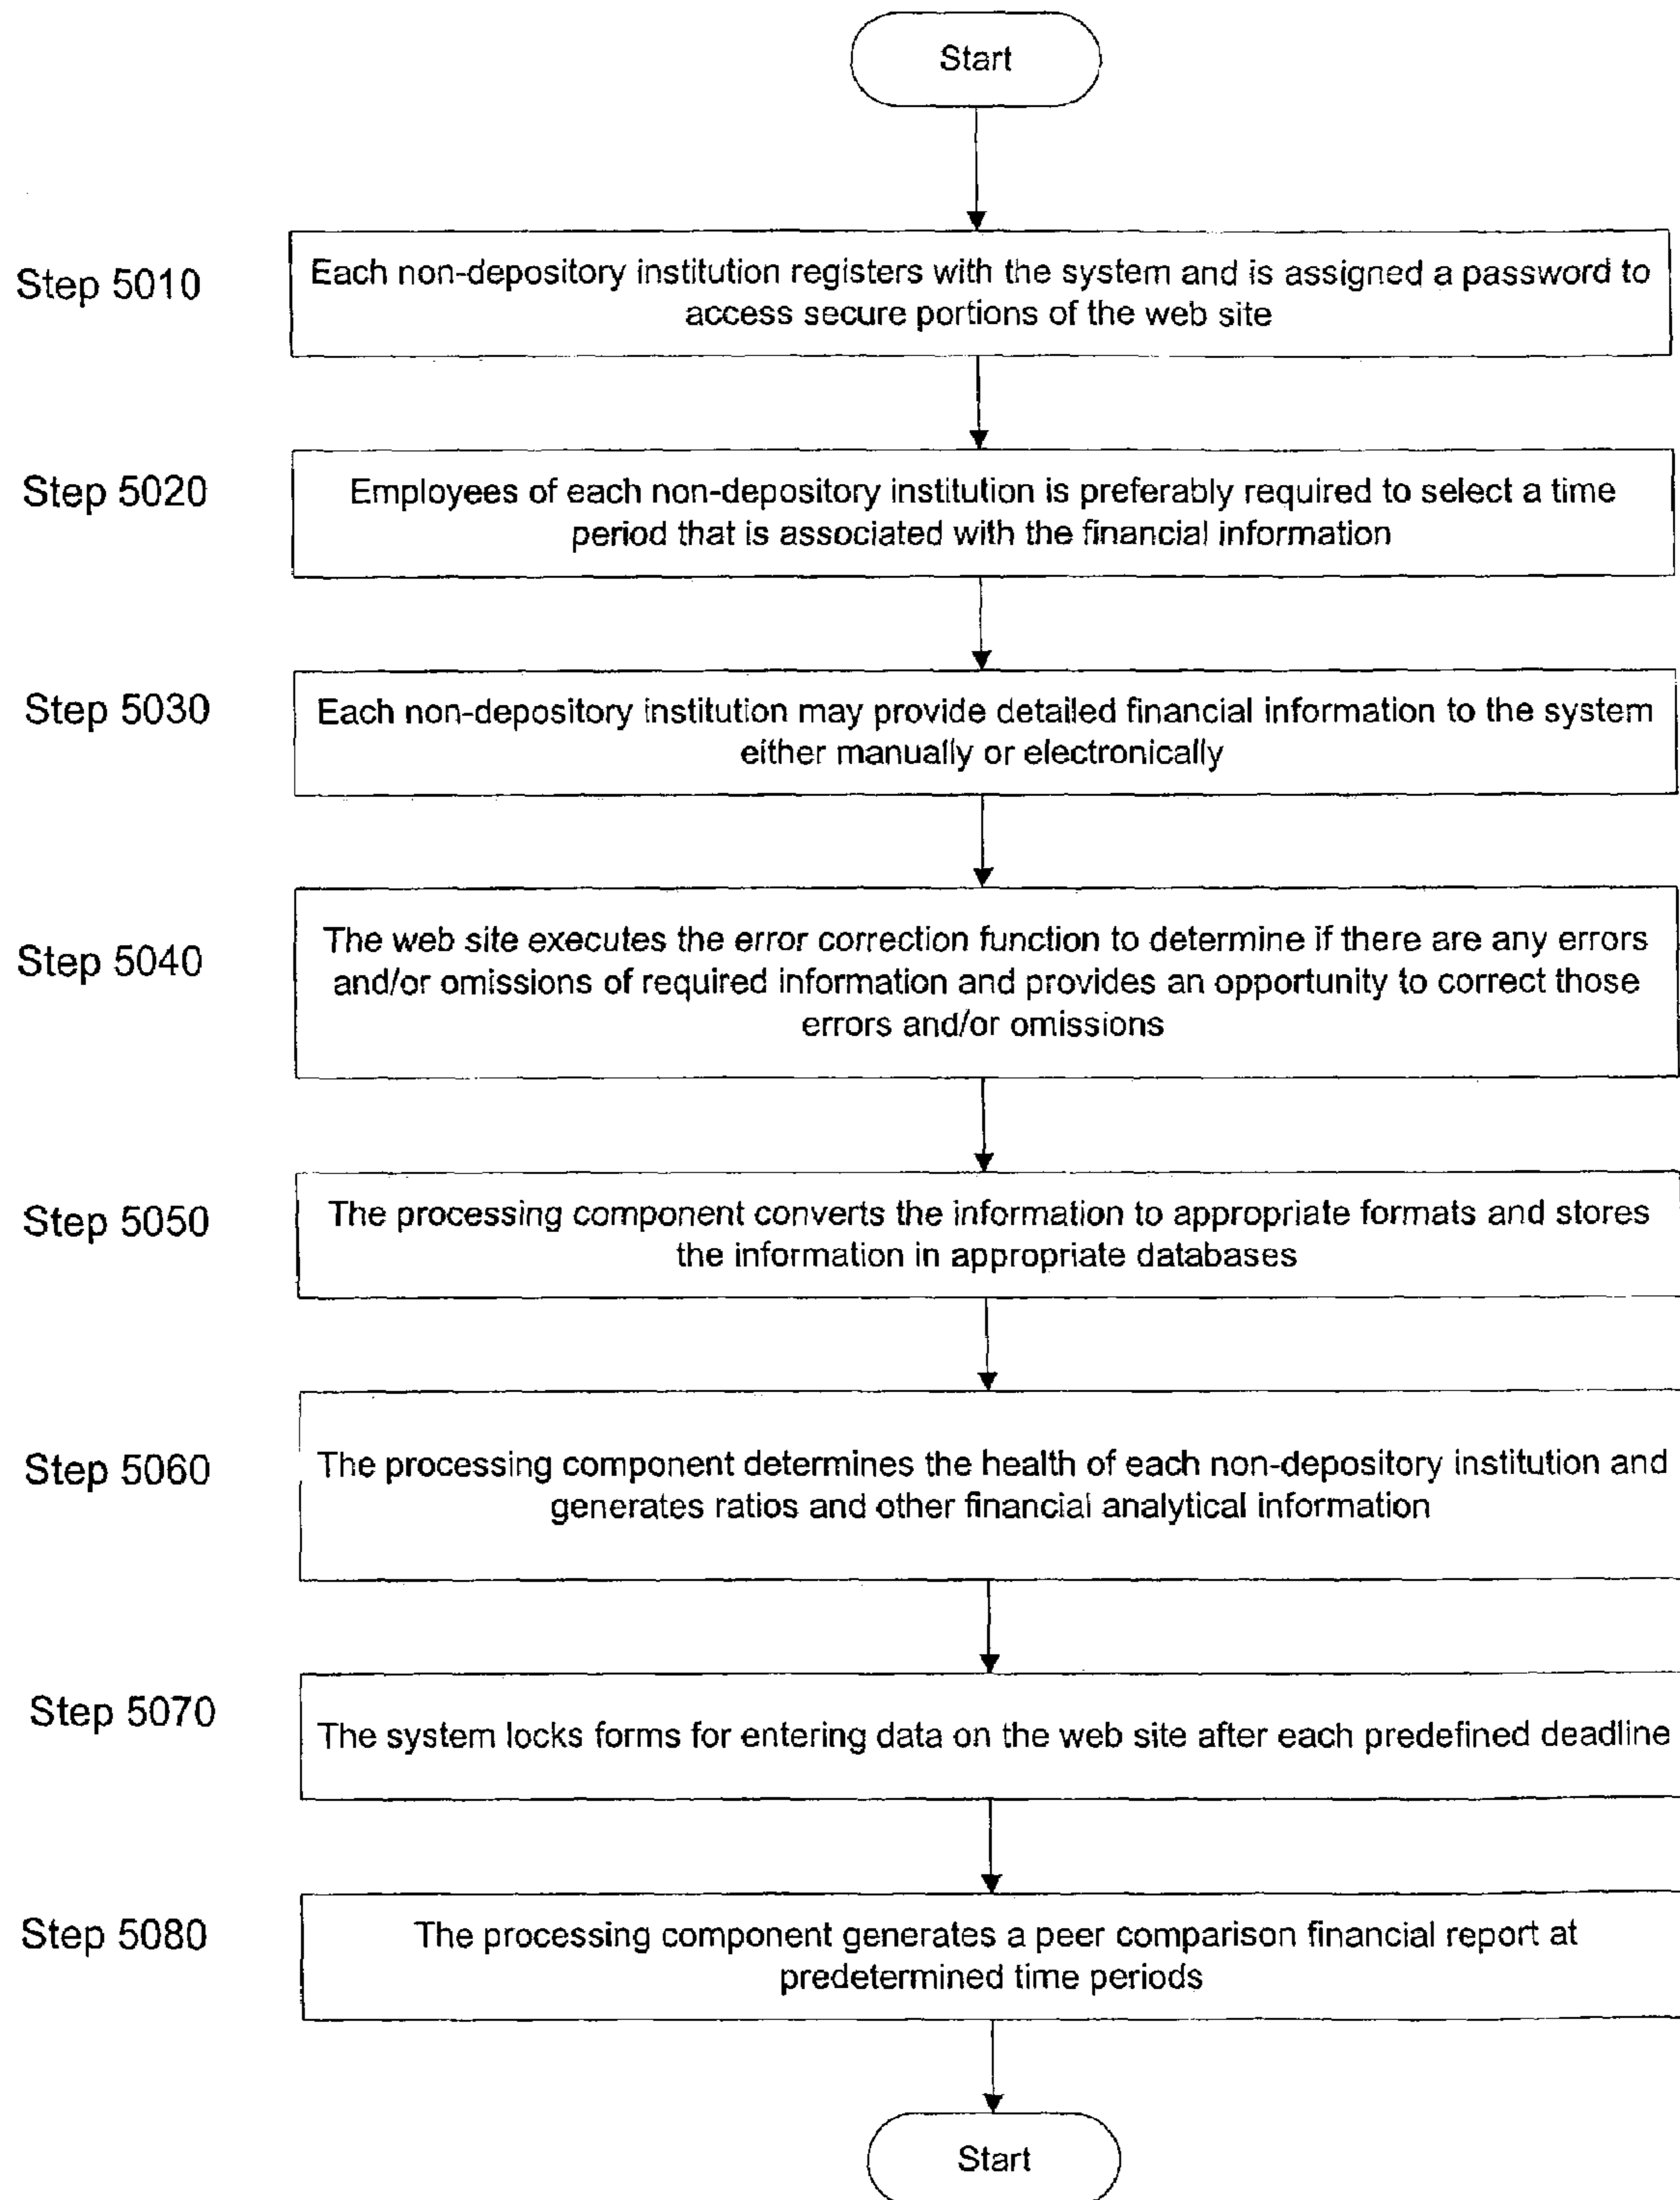 Start
Step 5010
Each non-depository institution registers with the system and is assigned a password to
access secure portions of the web site
Step 5020
Employees of each non-depository institution is preferably required to select a time
period that is associated with the financial information
Step 5030
Each non-depository institution may provide detailed financial information to the system
either manually or electronically
Step 5040
The web site executes the error correction function to determine if there are any errors
and/or omissions of required information and provides an opportunity to correct those
errors and/or omissions
Step 5050
The processing component converts the information to appropriate formats and stores
the information in appropriate databases
Step 5060
The processing component determines the health of each non-depository institution and
generates ratios and other financial analytical information
Step 5070
The system locks forms for entering data on the web site after each predefined deadline
Step 5080
The processing component generates a peer comparison financial report at
predetermined time periods
Start